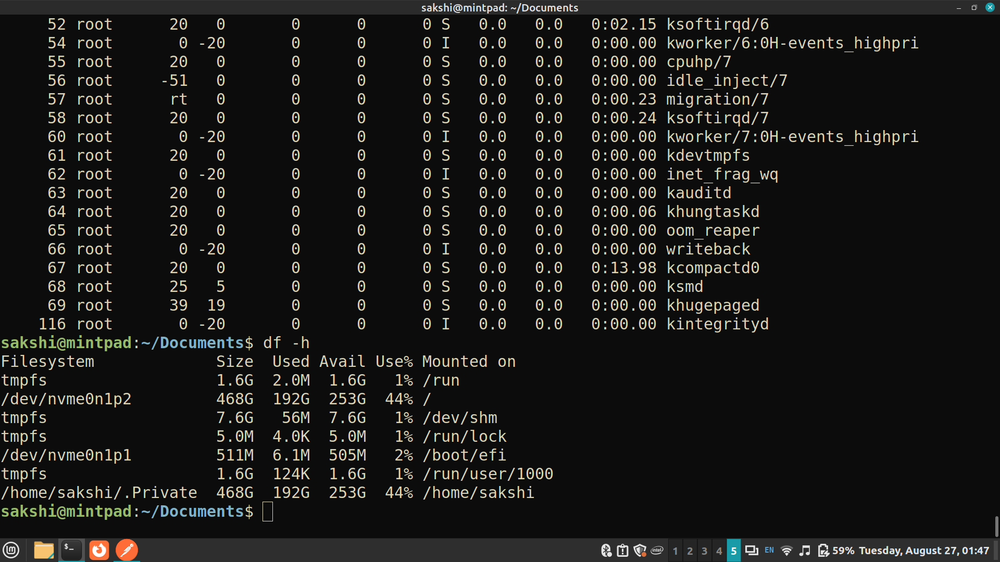 sakshi@mintpad: ~/Documents
52 root 20 0 0 0 0 S 0.0 0.0 0:02.15 ksoftirqd/6
54 root 0 -20 0 0 0 I 0.0 0.0 0:00.00 kworker/6:0H-events_highpri
55 root 20 0 0 0 0 S 0.0 0.0 0:00.00 cpuhp/7
56 root -51 0 0 0 0 S 0.0 0.0 0:00.00 idle_inject/7
57 root rt 0 0 0 0 S 0.0 0.0 0:00.23 migration/7
58 root 20 0 0 0 0 S 0.0 0.0 0:00.24 ksoftirqd/7
60 root 0 -20 0 0 0 I 0.0 0.0 0:00.00 kworker/7:0H-events_highpri
61 root 20 0 0 0 0 S 0.0 0.0 0:00.00 kdevtmpfs
62 root 0 -20 0 0 0 I 0.0 0.0 0:00.00 inet_frag_wq
63 root 20 0 0 0 0 S 0.0 0.0 0:00.00 kauditd
64 root 20 0 0 0 0 S 0.0 0.0 0:00.06 khungtaskd
65 root 20 0 0 0 0 S 0.0 0.0 0:00.00 oom_reaper
66 root 0 -20 0 0 0 I 0.0 0.0 0:00.00 writeback
67 root 20 0 0 0 0 S 0.0 0.0 0:13.98 kcompactd0
68 root 25 5 0 0 0 S 0.0 0.0 0:00.00 ksmd
69 root 39 19 0 0 0 S 0.0 0.0 0:00.00 khugepaged
116 root 0 -20 0 0 0 I 0.0 0.0 0:00.00 kintegrityd
sakshi@mintpad:~/Documents$ df -h
Filesystem Size Used Avail Use% Mounted on
tmpfs 1.6G 2.0M 1.6G 1% /run
/dev/nvme0n1p2 468G 192G 253G 44% /
tmpfs 7.6G 56M 7.6G 1% /dev/shm
tmpfs 5.0M 4.0K 5.0M 1% /run/lock
/dev/nvme0n1p1 511M 6.1M 505M 2% /boot/efi
tmpfs 1.6G 124K 1.6G 1% /run/user/1000
/home/sakshi/.Private 468G 192G 253G 44% /home/sakshi
sakshi@mintpad:~/Documents$
$_ intel 1 2 3 4 5 EN 59% Tuesday, August 27, 01:47